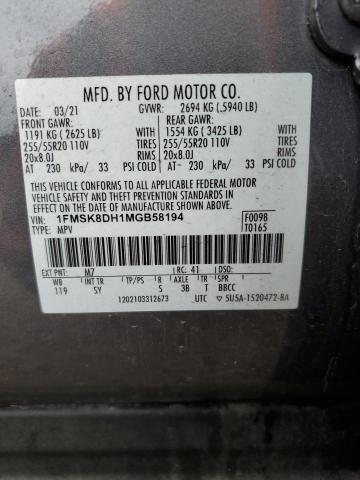 MFD. BY FORD MOTOR CO.
DATE: 03/21 GVWR: 2694 KG (.5940 LB)
FRONT GAWR: REAR GAWR:
1191 KG (2625 LB) 1554 KG (3425 LB)
255/55R20 110V TIRES 255/55R20 110V TIRES
20x8.0J RIMS 20x8.0J RIMS
AT 230 kPa/ 33 PSI COLD AT 230 kPa/ 33 PSI COLD
THIS VEHICLE CONFORMS TO ALL APPLICABLE FEDERAL MOTOR
VEHICLE SAFETY AND THEFT PREVENTION STANDARDS IN EFFECT
ON THE DATE OF MANUFACTURE SHOWN ABOVE.
VIN: 1FMSK8DH1MGB58194 F0098
TYPE: MPV T0165
EXT PNT: M7 RC: 41 DSO:
WB INT TR TP/PS R AXLE TR SPR
119 SY S 3B T BBCC
1202103312673 UTC 5U5A-1520472-BA